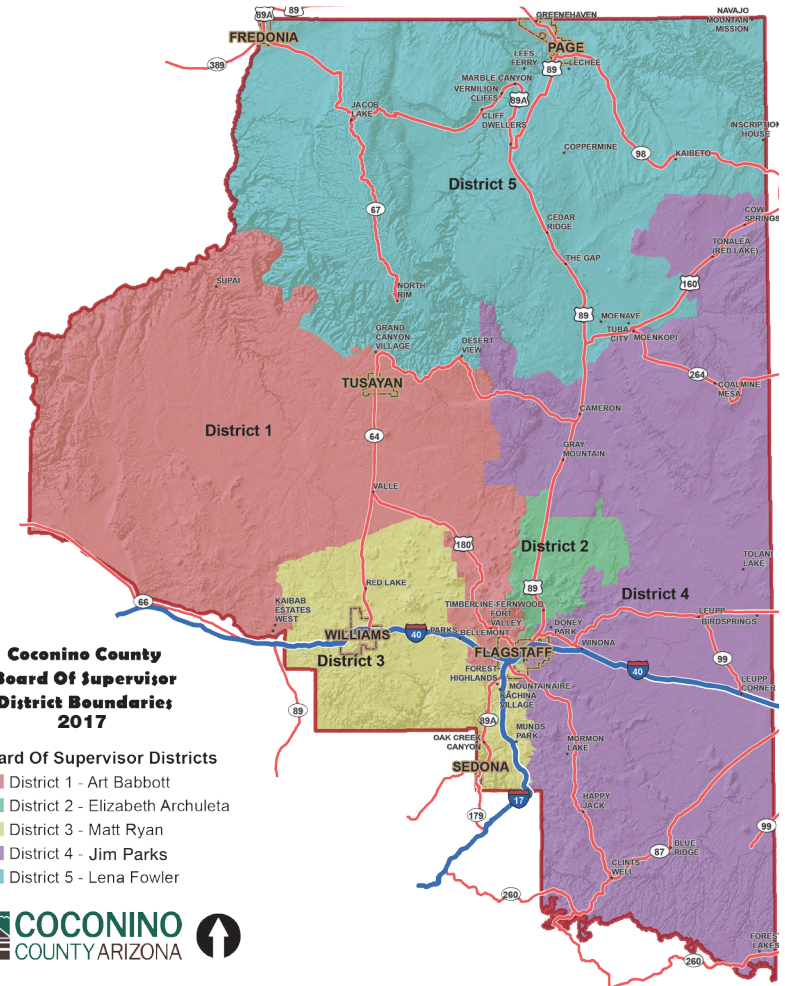 89
89A
FREDONIA
389
GREENEHAVEN
PAGE
LEES
FERRY
89
LECHEE
NAVAJO
MOUNTAIN
MISSION
MARBLE CANYON
VERMILION
CLIFFS
89A
CLIFF
DWELLERS
JACOB
LAKE
COPPERMINE
98
KAIBETO
INSCRIPTION
HOUSE
District 5
67
CEDAR
RIDGE
COW
SPRINGS
TONALEA
(RED LAKE)
THE GAP
160
SUPAI
NORTH
RIM
89
MOENAVE
TUBA
CITY
MOENKOPI
GRAND
CANYON
VILLAGE
DESERT
VIEW
TUSAYAN
264
COALMINE
MESA
CAMERON
District 1
64
GRAY
MOUNTAIN
VALLE
180
District 2
TOLANI
LAKE
RED LAKE
89
District 4
66
KAIBAB
ESTATES
WEST
TIMBERLINE-FERNWOOD
FORT
VALLEY
LEUPP
BIRDSPRINGS
WILLIAMS
40
PARKS
BELLEMONT
DONEY
PARK
WINONA
FLAGSTAFF
District 3
FOREST
HIGHLANDS
40
99
LEUPP
CORNER
MOUNTAINAIRE
KACHINA
VILLAGE
89
89A
MUNDS
PARK
OAK CREEK
CANYON
MORMON
LAKE
SEDONA
17
179
HAPPY
JACK
99
87
BLUE
RIDGE
CLINTS
WELL
260
260
FOREST
LAKES
Coconino County
Board Of Supervisor
District Boundaries
2017
ard Of Supervisor Districts
District 1 - Art Babbott
District 2 - Elizabeth Archuleta
District 3 - Matt Ryan
District 4 - Jim Parks
District 5 - Lena Fowler
COCONINO
COUNTY ARIZONA